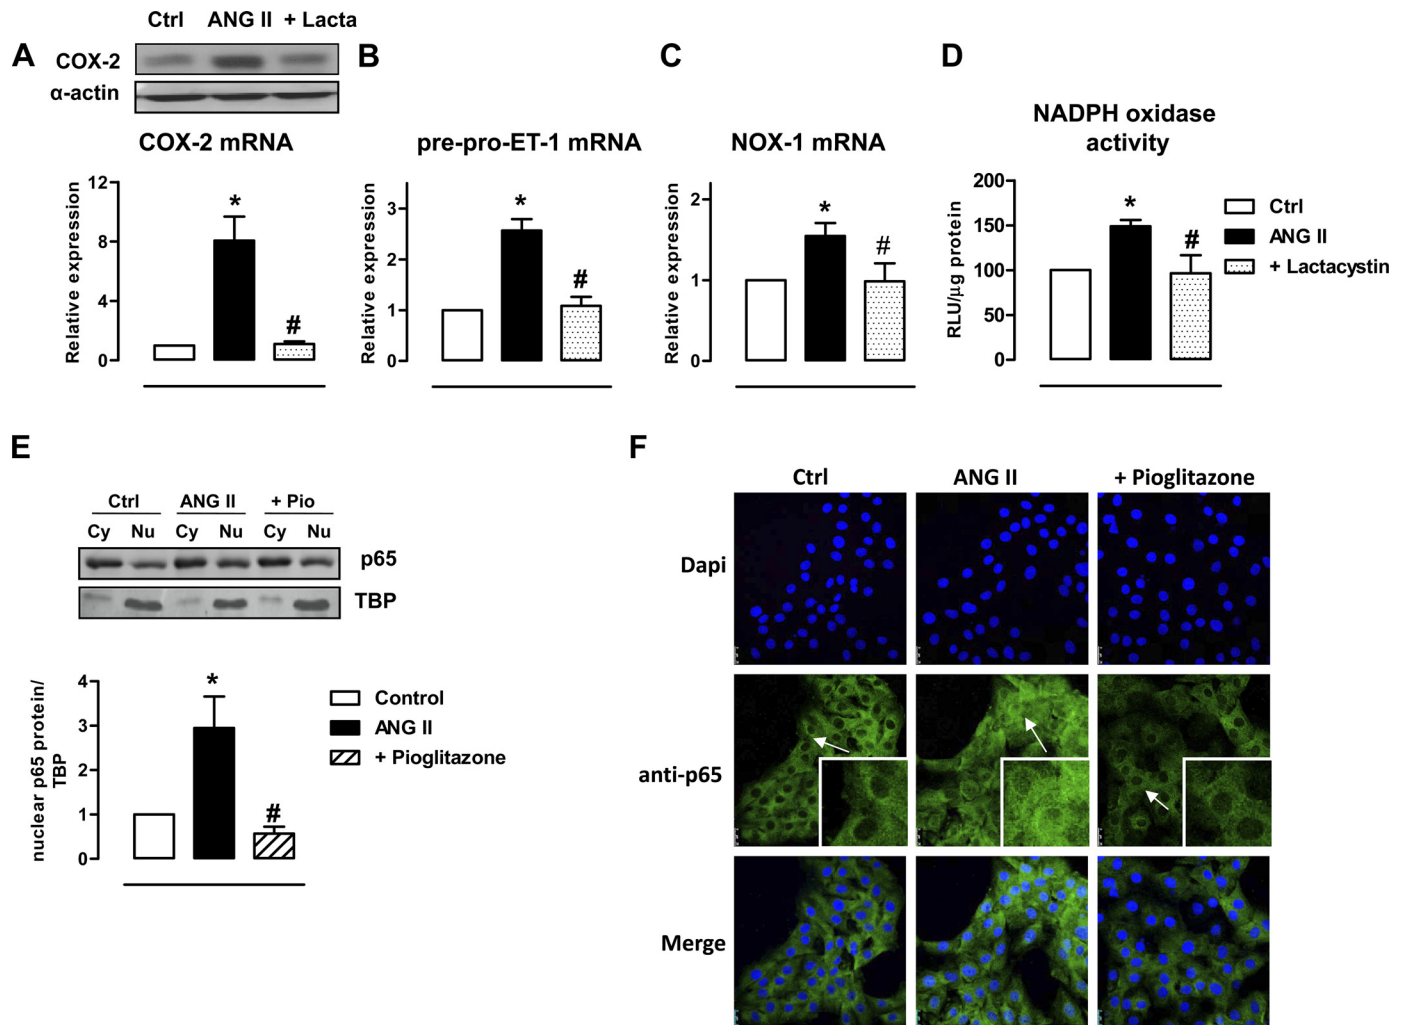 Ctrl ANG II + Lacta
A
COX-2
α-actin
COX-2 mRNA
Relative expression
12
8
4
0
*
#
B
pre-pro-ET-1 mRNA
Relative expression
3
2
1
0
*
#
C
NOX-1 mRNA
Relative expression
2
1
0
*
#
D
NADPH oxidase
activity
RLU/µg protein
200
150
100
50
0
*
#
Ctrl
ANG II
+ Lactacystin
E
Ctrl ANG II + Pio
Cy Nu Cy Nu Cy Nu
p65
TBP
nuclear p65 protein/
TBP
4
3
2
1
0
*
#
Control
ANG II
+ Pioglitazone
F
Ctrl ANG II + Pioglitazone
Dapi
anti-p65
Merge